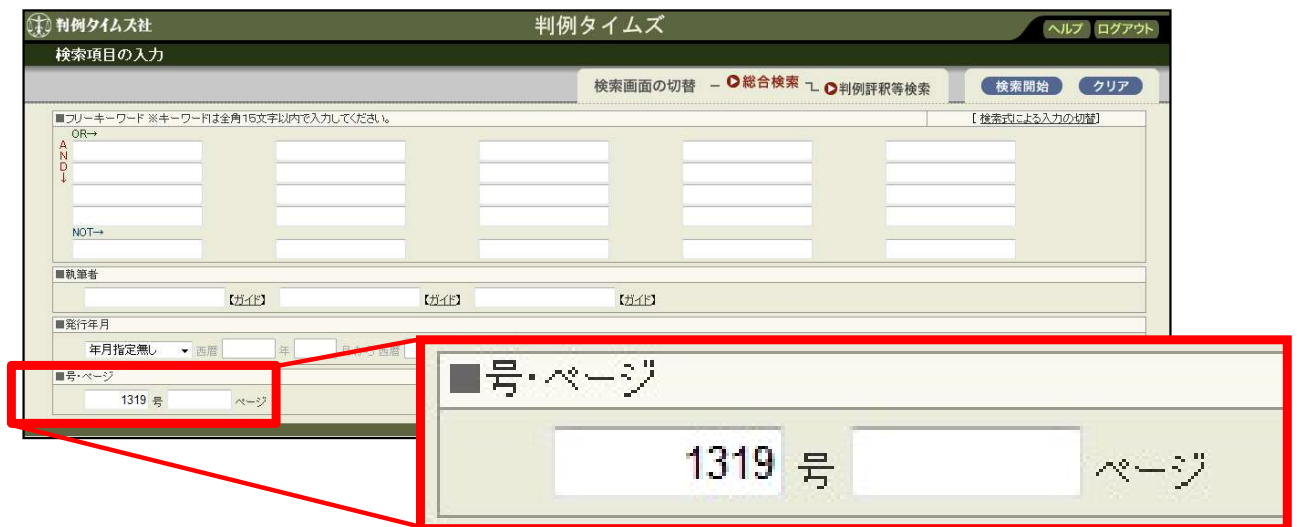 判例タイムズ社
判例タイムズ
ヘルプ ログアウト
検索項目の入力
検索画面の切替 総合検索 判例評釈等検索 検索開始 クリア
■フリーキーワード ※キーワードは全角15文字以内で入力してください。 [ 検索式による入力の切替]
OR→
AND↓
NOT→
■執筆者
【ガイド】 【ガイド】 【ガイド】
■発行年月
年月指定無し 西暦 年 月から 西暦
■号・ページ
1319 号 ページ
■号・ページ
1319 号 ページ